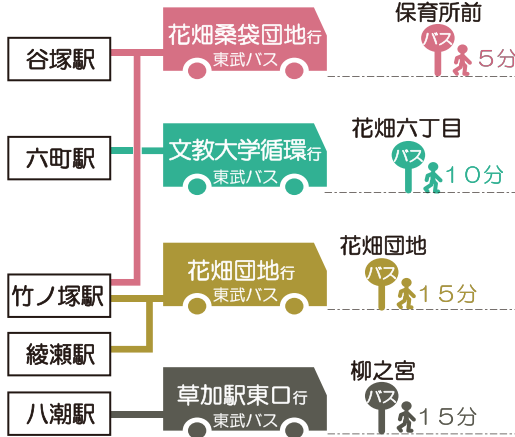 谷塚駅
花畑桑袋団地行
東武バス
保育所前
バス
5分
六町駅
文教大学循環行
東武バス
花畑六丁目
バス
10分
竹ノ塚駅
綾瀬駅
花畑団地行
東武バス
花畑団地
バス
15分
八潮駅
草加駅東口行
東武バス
柳之宮
バス
15分